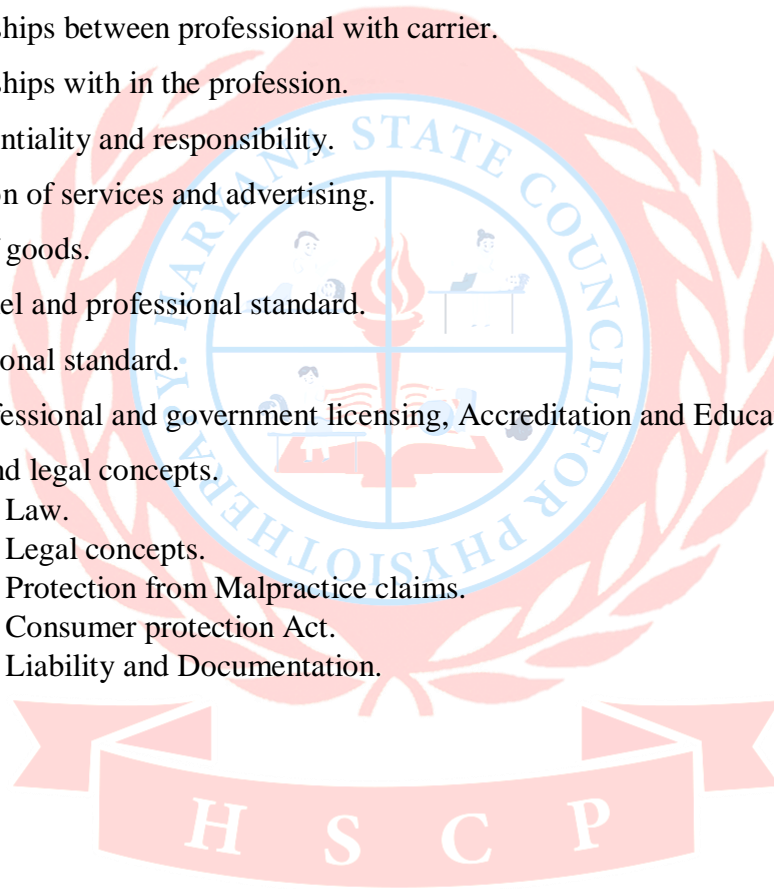 ships between professional with carrier.
ships with in the profession.
entiality and responsibility.
on of services and advertising.
f goods.
el and professional standard.
onal standard.
fessional and government licensing, Accreditation and Educa
nd legal concepts.
Law.
Legal concepts.
Protection from Malpractice claims.
Consumer protection Act.
Liability and Documentation.
HARYANA STATE COUNCIL FOR PHYSIOTHERAPY.
H S C P